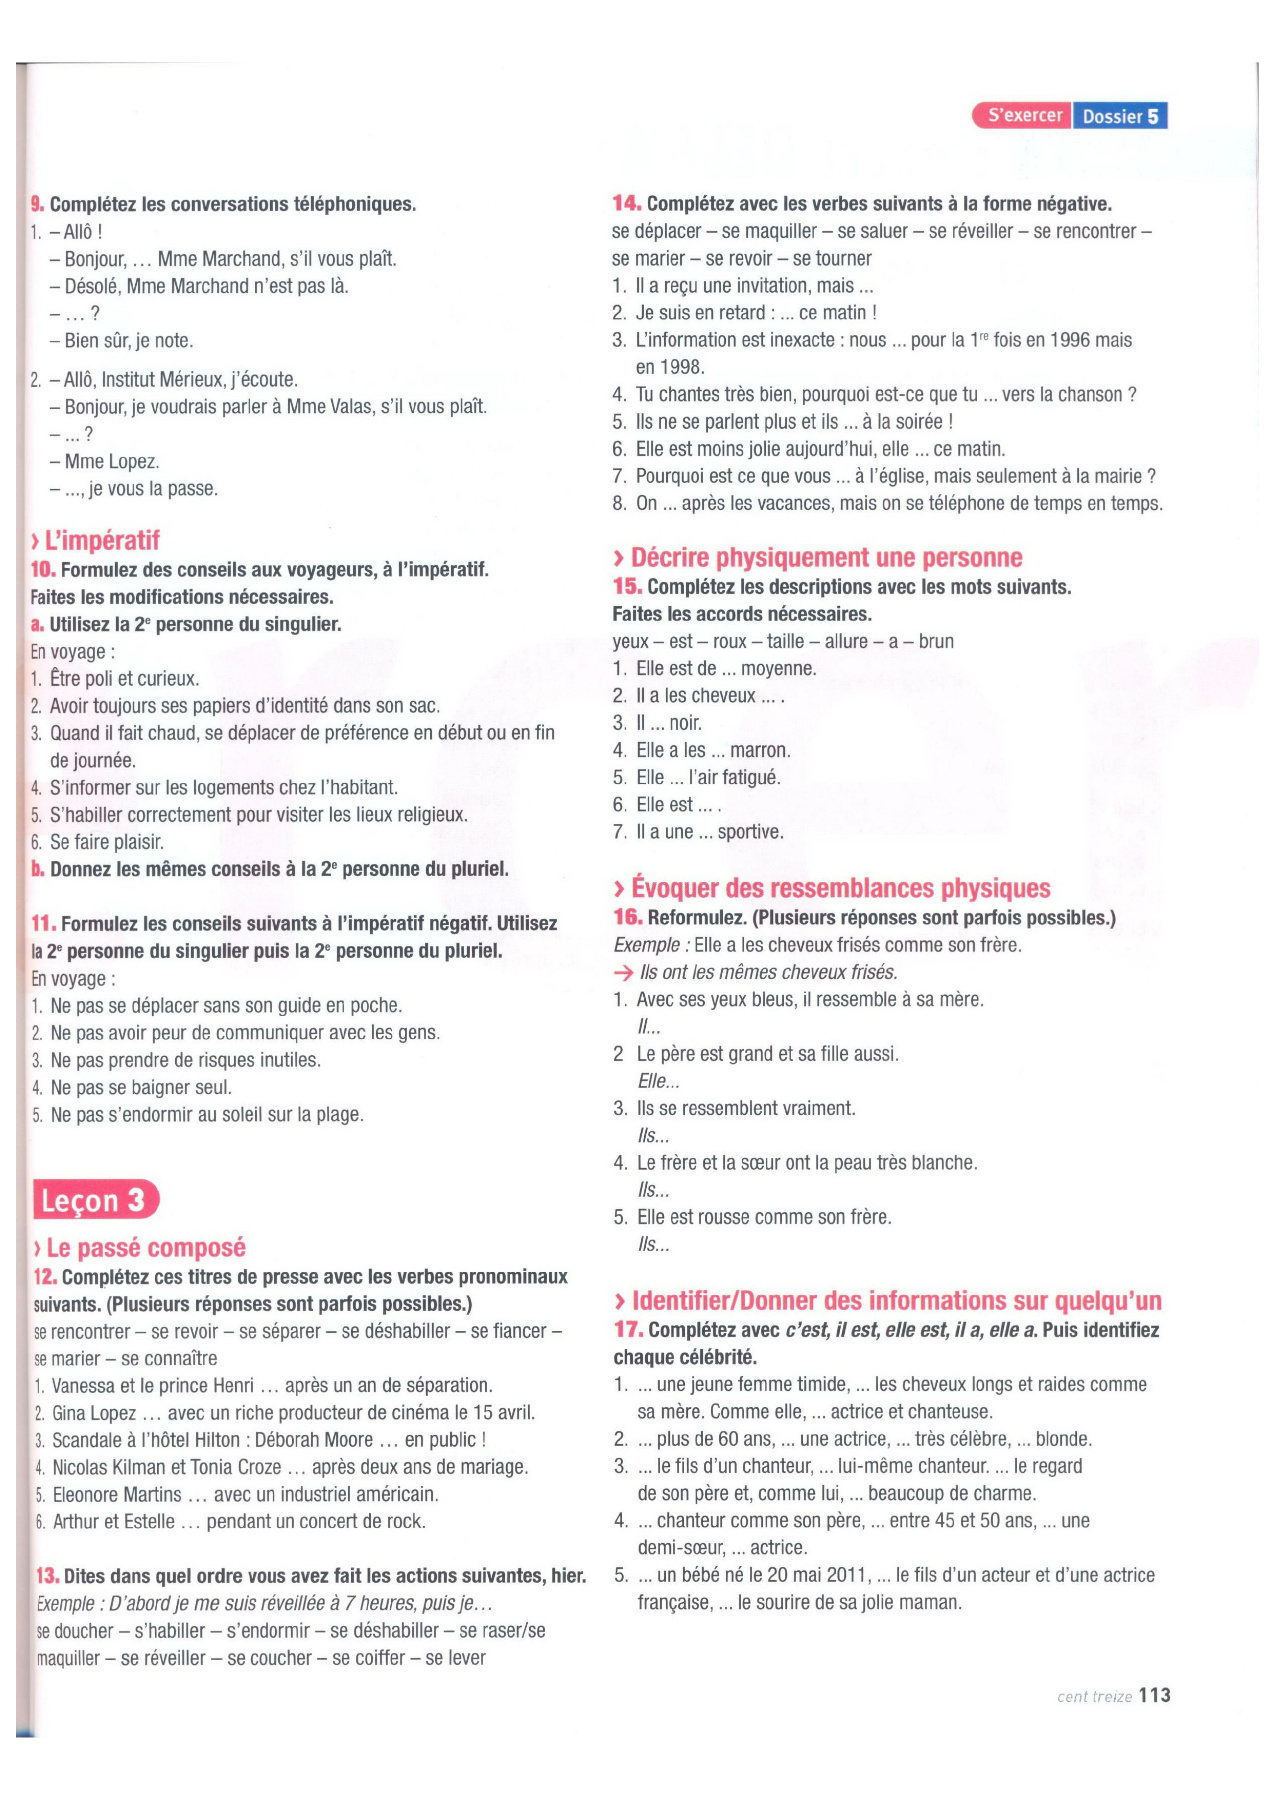 S'exercer Dossier 5
9. Complétez les conversations téléphoniques.
1. – Allô !
– Bonjour, … Mme Marchand, s'il vous plaît.
– Désolé, Mme Marchand n'est pas là.
– … ?
– Bien sûr, je note.
2. – Allô, Institut Mérieux, j'écoute.
– Bonjour, je voudrais parler à Mme Valas, s'il vous plaît.
– … ?
– Mme Lopez.
– …, je vous la passe.
› L'impératif
10. Formulez des conseils aux voyageurs, à l'impératif.
Faites les modifications nécessaires.
a. Utilisez la 2e personne du singulier.
En voyage :
1. Être poli et curieux.
2. Avoir toujours ses papiers d'identité dans son sac.
3. Quand il fait chaud, se déplacer de préférence en début ou en fin
de journée.
4. S'informer sur les logements chez l'habitant.
5. S'habiller correctement pour visiter les lieux religieux.
6. Se faire plaisir.
b. Donnez les mêmes conseils à la 2e personne du pluriel.
11. Formulez les conseils suivants à l'impératif négatif. Utilisez
la 2e personne du singulier puis la 2e personne du pluriel.
En voyage :
1. Ne pas se déplacer sans son guide en poche.
2. Ne pas avoir peur de communiquer avec les gens.
3. Ne pas prendre de risques inutiles.
4. Ne pas se baigner seul.
5. Ne pas s'endormir au soleil sur la plage.
Leçon 3
› Le passé composé
12. Complétez ces titres de presse avec les verbes pronominaux
suivants. (Plusieurs réponses sont parfois possibles.)
se rencontrer – se revoir – se séparer – se déshabiller – se fiancer –
se marier – se connaître
1. Vanessa et le prince Henri … après un an de séparation.
2. Gina Lopez … avec un riche producteur de cinéma le 15 avril.
3. Scandale à l'hôtel Hilton : Déborah Moore … en public !
4. Nicolas Kilman et Tonia Croze … après deux ans de mariage.
5. Eleonore Martins … avec un industriel américain.
6. Arthur et Estelle … pendant un concert de rock.
13. Dites dans quel ordre vous avez fait les actions suivantes, hier.
Exemple : D'abord je me suis réveillée à 7 heures, puis je…
se doucher – s'habiller – s'endormir – se déshabiller – se raser/se
maquiller – se réveiller – se coucher – se coiffer – se lever
14. Complétez avec les verbes suivants à la forme négative.
se déplacer – se maquiller – se saluer – se réveiller – se rencontrer –
se marier – se revoir – se tourner
1. Il a reçu une invitation, mais …
2. Je suis en retard : … ce matin !
3. L'information est inexacte : nous … pour la 1re fois en 1996 mais
en 1998.
4. Tu chantes très bien, pourquoi est-ce que tu … vers la chanson ?
5. Ils ne se parlent plus et ils … à la soirée !
6. Elle est moins jolie aujourd'hui, elle … ce matin.
7. Pourquoi est ce que vous … à l'église, mais seulement à la mairie ?
8. On … après les vacances, mais on se téléphone de temps en temps.
› Décrire physiquement une personne
15. Complétez les descriptions avec les mots suivants.
Faites les accords nécessaires.
yeux – est – roux – taille – allure – a – brun
1. Elle est de … moyenne.
2. Il a les cheveux … .
3. Il … noir.
4. Elle a les … marron.
5. Elle … l'air fatigué.
6. Elle est … .
7. Il a une … sportive.
› Évoquer des ressemblances physiques
16. Reformulez. (Plusieurs réponses sont parfois possibles.)
Exemple : Elle a les cheveux frisés comme son frère.
→ Ils ont les mêmes cheveux frisés.
1. Avec ses yeux bleus, il ressemble à sa mère.
Il…
2 Le père est grand et sa fille aussi.
Elle…
3. Ils se ressemblent vraiment.
Ils…
4. Le frère et la sœur ont la peau très blanche.
Ils…
5. Elle est rousse comme son frère.
Ils…
› Identifier/Donner des informations sur quelqu'un
17. Complétez avec c'est, il est, elle est, il a, elle a. Puis identifiez
chaque célébrité.
1. … une jeune femme timide, … les cheveux longs et raides comme
sa mère. Comme elle, … actrice et chanteuse.
2. … plus de 60 ans, … une actrice, … très célèbre, … blonde.
3. … le fils d'un chanteur, … lui-même chanteur. … le regard
de son père et, comme lui, … beaucoup de charme.
4. … chanteur comme son père, … entre 45 et 50 ans, … une
demi-sœur, … actrice.
5. … un bébé né le 20 mai 2011, … le fils d'un acteur et d'une actrice
française, … le sourire de sa jolie maman.
cent treize 113